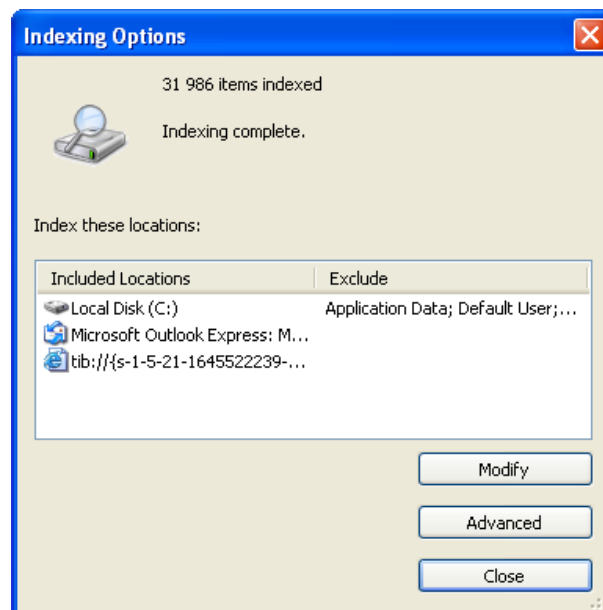 Indexing Options
31 986 items indexed
Indexing complete.
Index these locations:
Included Locations Exclude
Local Disk (C:) Application Data; Default User;...
Microsoft Outlook Express: M...
tib://{s-1-5-21-1645522239-...
Modify
Advanced
Close